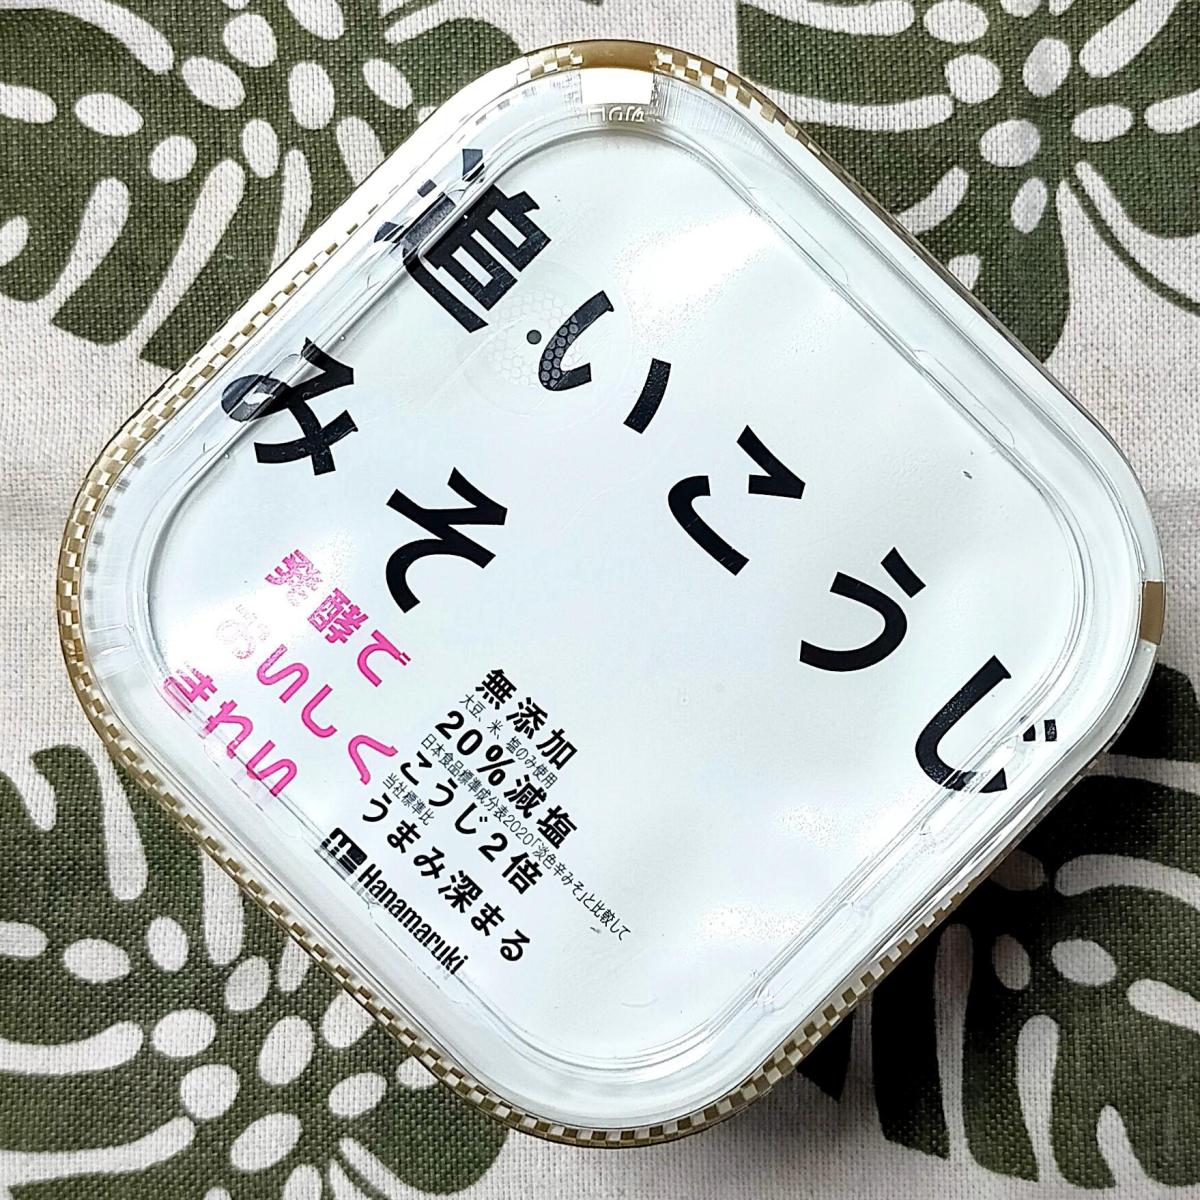 追いこうじ
みそ
発酵で
おいしく
きれい
無添加
大豆、米、塩のみ使用
20%減塩
日本食品標準成分表2020「淡色辛みそ」と比較して
こうじ2倍
当社標準比
うまみ深まる
Hanamaruki